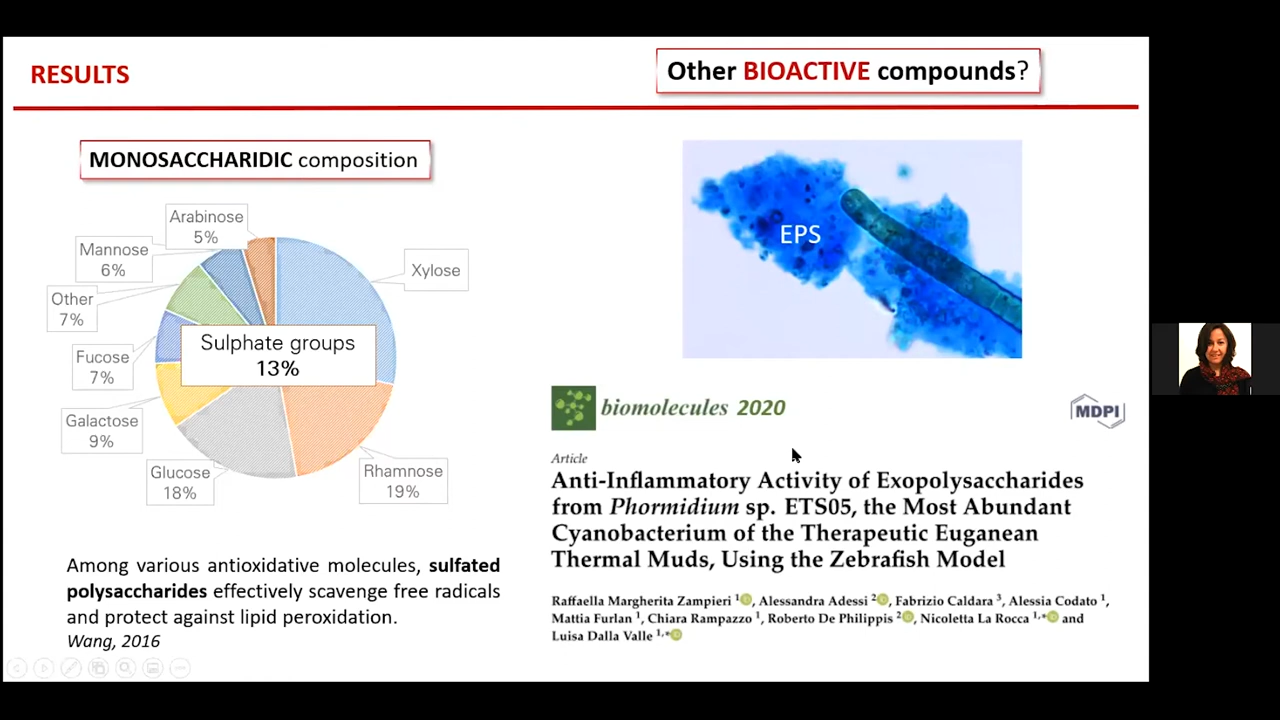 RESULTS
Other BIOACTIVE compounds?
MONOSACCHARIDIC composition
Arabinose
5%
Mannose
6%
Other
7%
Fucose
7%
Galactose
9%
Glucose
18%
Rhamnose
19%
Xylose
Sulphate groups
13%
Among various antioxidative molecules, sulfated
polysaccharides effectively scavenge free radicals
and protect against lipid peroxidation.
Wang, 2016
EPS
biomolecules 2020
MDPI
Article
Anti-Inflammatory Activity of Exopolysaccharides
from Phormidium sp. ETS05, the Most Abundant
Cyanobacterium of the Therapeutic Euganean
Thermal Muds, Using the Zebrafish Model
Raffaella Margherita Zampieri 1, Alessandra Adessi 2, Fabrizio Caldara 3, Alessia Codato 1,
Mattia Furlan 1, Chiara Rampazzo 1, Roberto De Philippis 2, Nicoletta La Rocca 1,* and
Luisa Dalla Valle 1,*